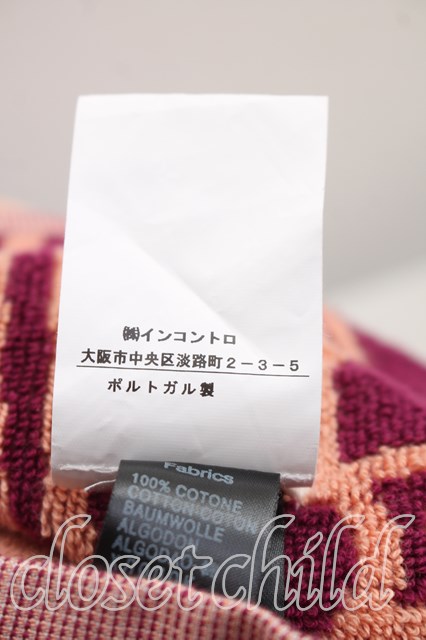 ㈱インコントロ
大阪市中央区淡路町2-3-5
ポルトガル製
Fabrics
100% COTONE
COTTON COTON
BAUMWOLLE
ALGODON
closet child